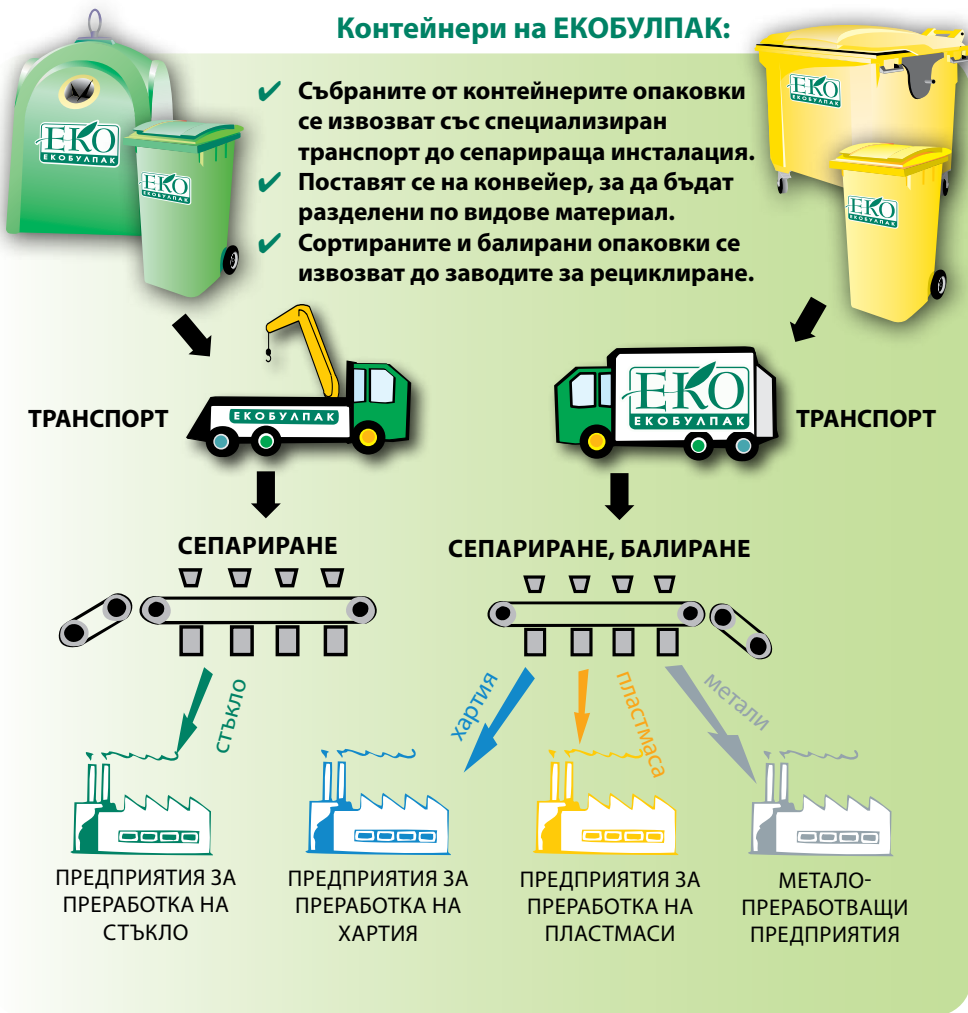 Контейнери на ЕКОБУЛПАК:
ЕКО
ЕКОБУЛПАК
ЕКО
ЕКОБУЛПАК
ЕКО
ЕКОБУЛПАК
ЕКО
ЕКОБУЛПАК
✔ Събраните от контейнерите опаковки
се извозват със специализиран
транспорт до сепарираща инсталация.
✔ Поставят се на конвейер, за да бъдат
разделени по видове материал.
✔ Сортираните и балирани опаковки се
извозват до заводите за рециклиране.
ТРАНСПОРТ
ЕКОБУЛПАК
ЕКО
ЕКОБУЛПАК
ТРАНСПОРТ
СЕПАРИРАНЕ
СЕПАРИРАНЕ, БАЛИРАНЕ
стъкло
хартия
пластмаса
метали
ПРЕДПРИЯТИЯ ЗА
ПРЕРАБОТКА НА
СТЪКЛО
ПРЕДПРИЯТИЯ ЗА
ПРЕРАБОТКА НА
ХАРТИЯ
ПРЕДПРИЯТИЯ ЗА
ПРЕРАБОТКА НА
ПЛАСТМАСИ
МЕТАЛО-
ПРЕРАБОТВАЩИ
ПРЕДПРИЯТИЯ